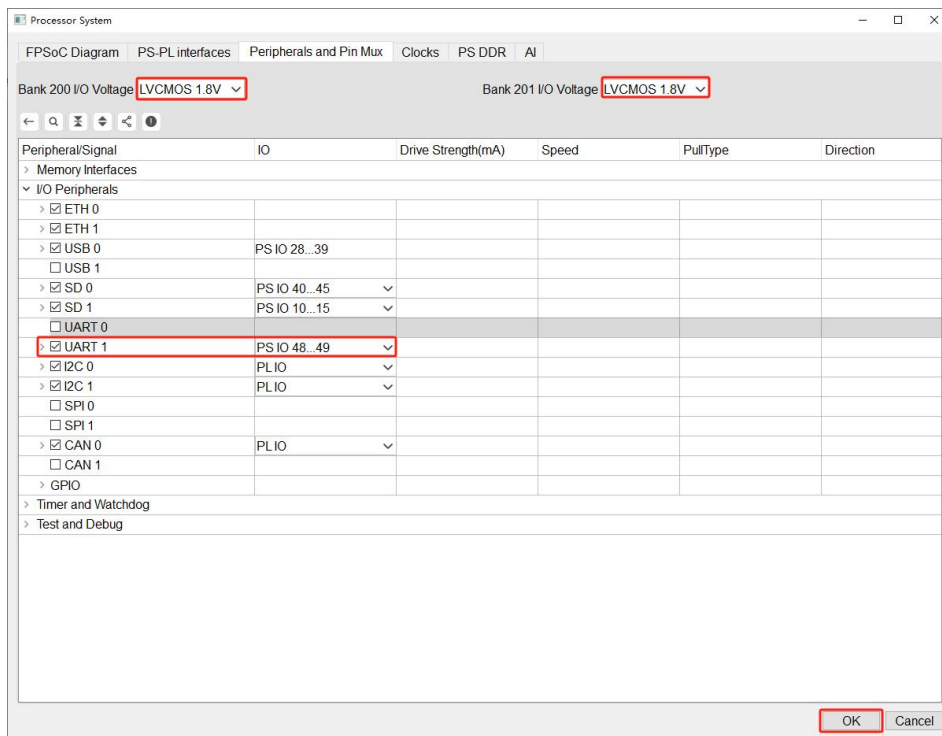 Processor System
FPSoC Diagram PS-PL interfaces Peripherals and Pin Mux Clocks PS DDR AI
Bank 200 I/O Voltage LVCMOS 1.8V Bank 201 I/O Voltage LVCMOS 1.8V
Peripheral/Signal IO Drive Strength(mA) Speed PullType Direction
Memory Interfaces
I/O Peripherals
ETH 0
ETH 1
USB 0 PS IO 28...39
USB 1
SD 0 PS IO 40...45
SD 1 PS IO 10...15
UART 0
UART 1 PS IO 48...49
I2C 0 PL IO
I2C 1 PL IO
SPI 0
SPI 1
CAN 0 PL IO
CAN 1
GPIO
Timer and Watchdog
Test and Debug
OK Cancel